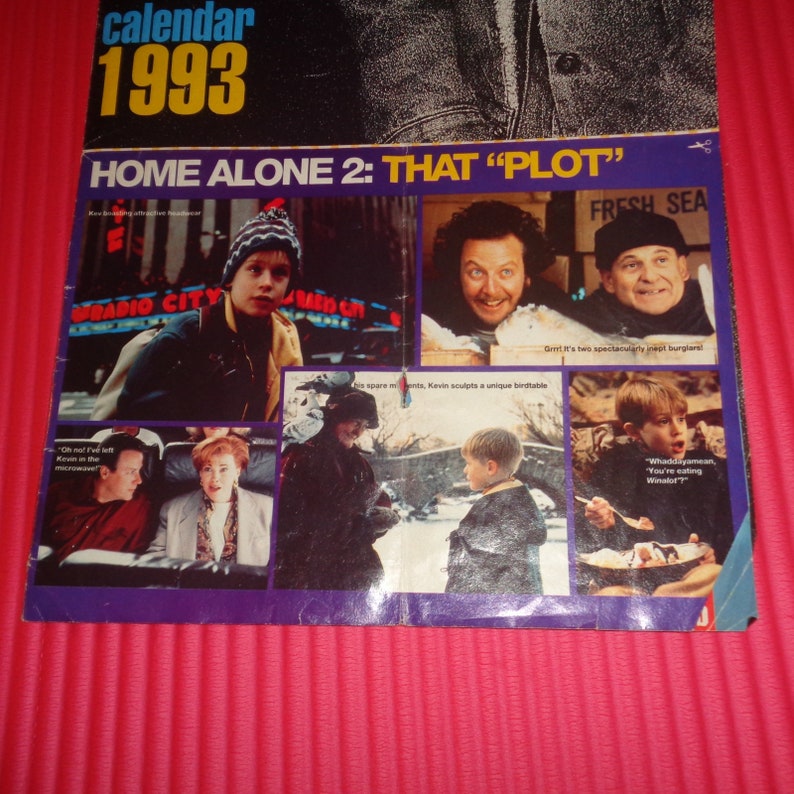 calendar
1993
HOME ALONE 2: THAT “PLOT”
Kev boasting attractive headwear
RADIO CITY
FRESH SEA
Grrr! It's two spectacularly inept burglars!
his spare m ents, Kevin sculpts a unique birdtable
"Oh no! I've left
Kevin in the
microwave!"
"Whaddayamean,
'You're eating
Winalot'?"